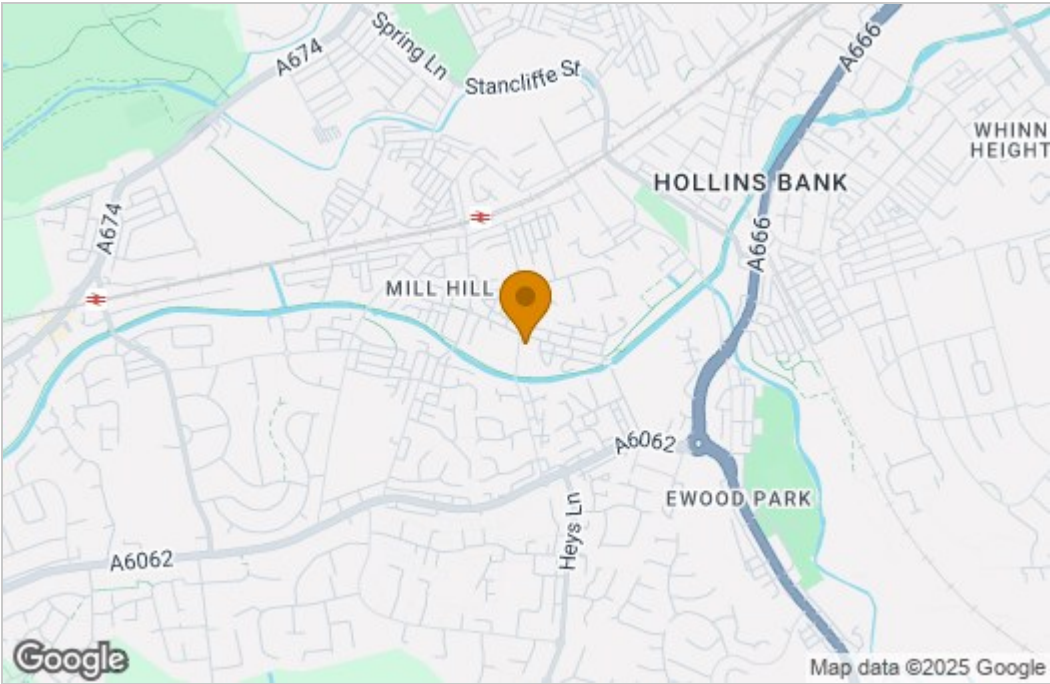 A674
Spring Ln
Stancliffe St
A666
WHINN
HEIGHT
HOLLINS BANK
A674
A666
MILL HILL
A6062
EWOOD PARK
Heys Ln
A6062
Google
Map data ©2025 Google